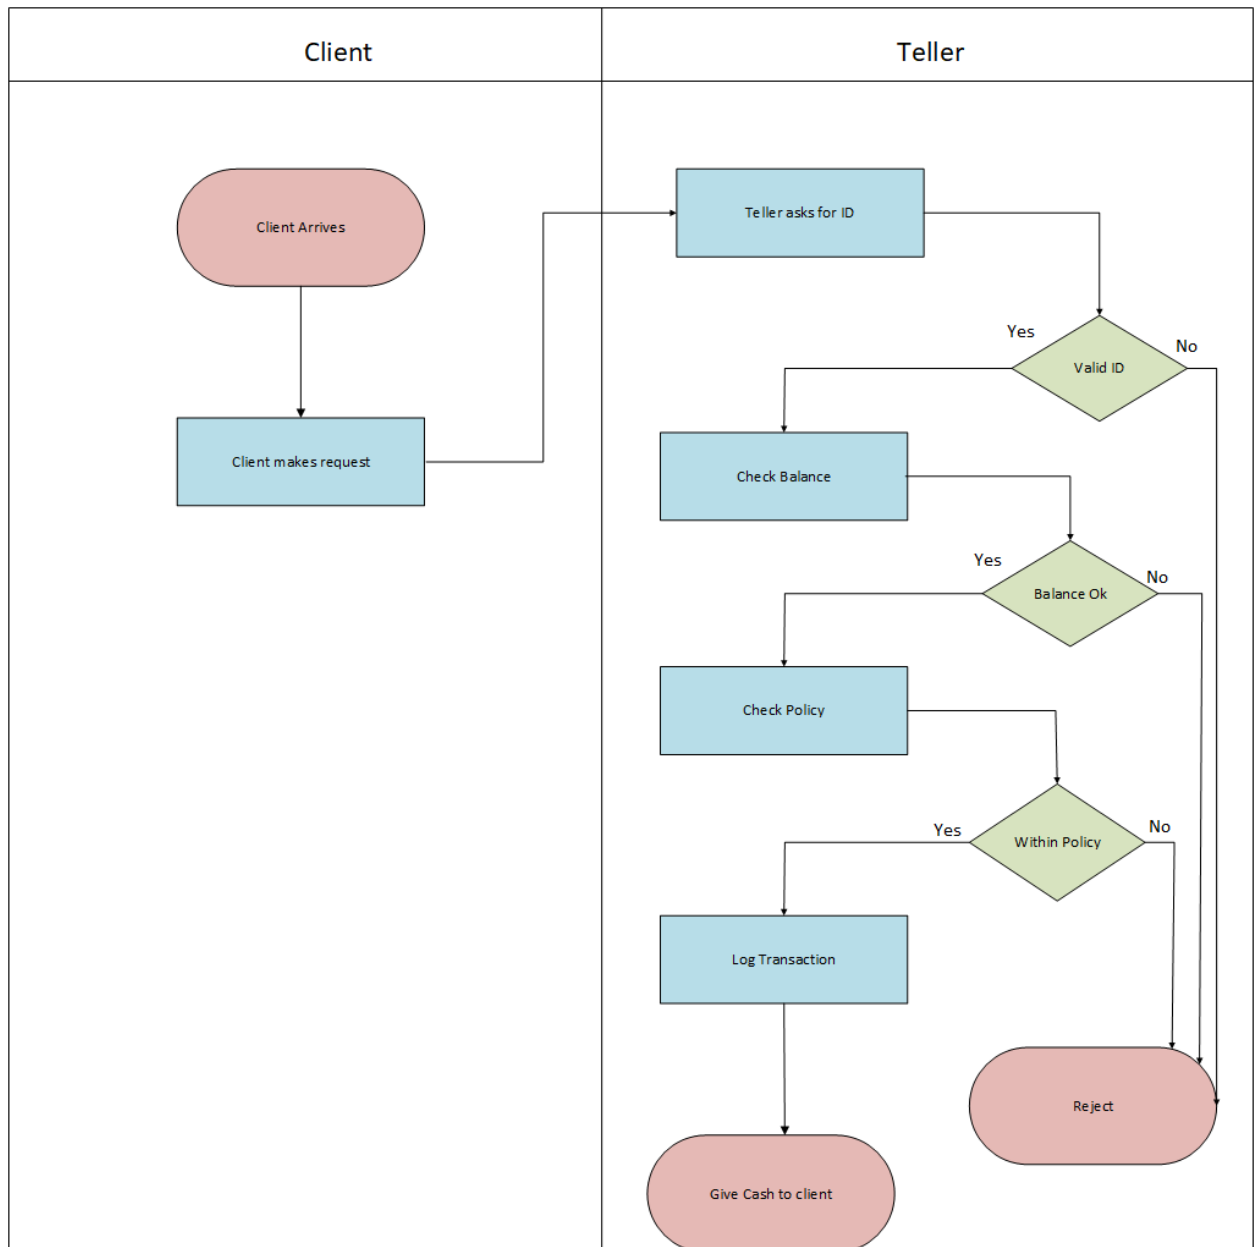 Client
Teller
Client Arrives
Teller asks for ID
Yes
No
Valid ID
Client makes request
Check Balance
Yes
No
Balance Ok
Check Policy
Yes
No
Within Policy
Log Transaction
Reject
Give Cash to client